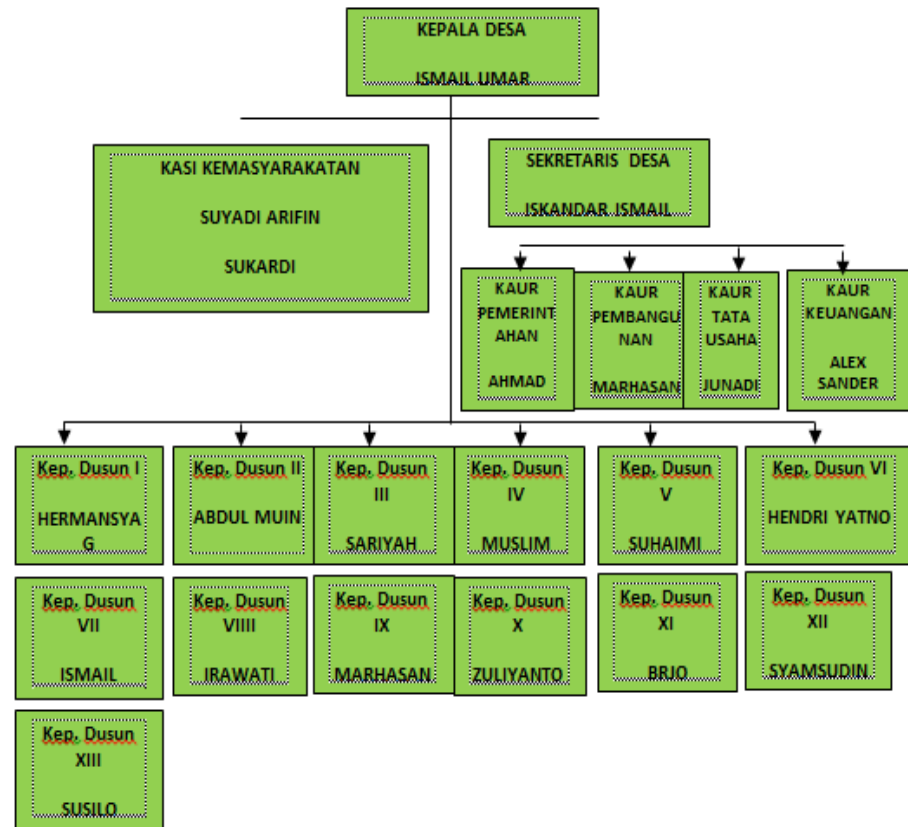 KEPALA DESA
ISMAIL UMAR
KASI KEMASYARAKATAN
SUYADI ARIFIN
SUKARDI
SEKRETARIS DESA
ISKANDAR ISMAIL
KAUR
PEMERINT
AHAN
AHMAD
KAUR
PEMBANGU
NAN
MARHASAN
KAUR
TATA
USAHA
JUNADI
KAUR
KEUANGAN
ALEX
SANDER
Kep. Dusun I
HERMANSYA
G
Kep. Dusun II
ABDUL MUIN
Kep. Dusun
III
SARIYAH
Kep. Dusun
IV
MUSLIM
Kep. Dusun
V
SUHAIMI
Kep. Dusun VI
HENDRI YATNO
Kep. Dusun
VII
ISMAIL
Kep. Dusun
VIIII
IRAWATI
Kep. Dusun
IX
MARHASAN
Kep. Dusun
X
ZULIYANTO
Kep. Dusun
XI
BRJO
Kep. Dusun
XII
SYAMSUDIN
Kep. Dusun
XIII
SUSILO